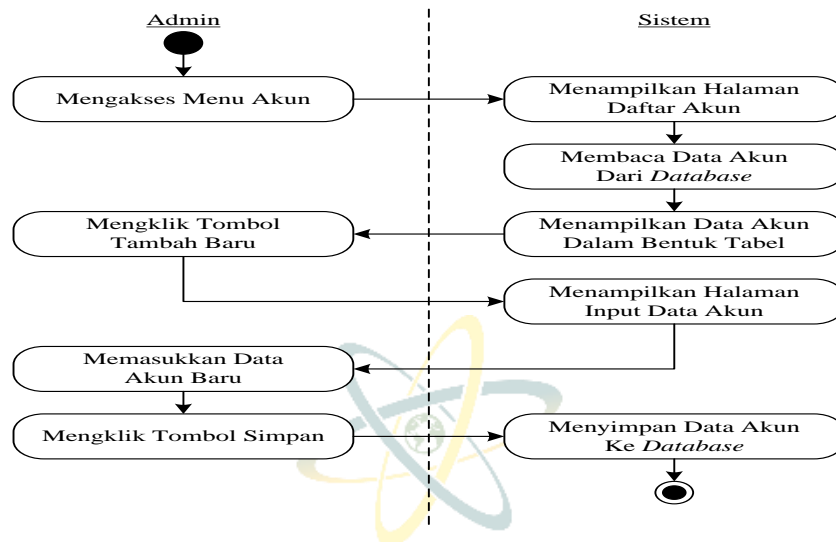 Admin
Sistem
Mengakses Menu Akun
Menampilkan Halaman
Daftar Akun
Membaca Data Akun
Dari Database
Menampilkan Data Akun
Dalam Bentuk Tabel
Mengklik Tombol
Tambah Baru
Menampilkan Halaman
Input Data Akun
Memasukkan Data
Akun Baru
Mengklik Tombol Simpan
Menyimpan Data Akun
Ke Database